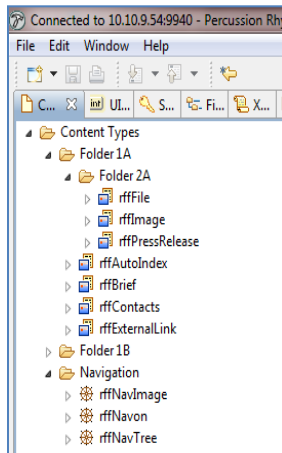 Connected to 10.10.9.54:9940 - Percussion Rhy
File Edit Window Help
C... UI... S... Fi... X...
Content Types
Folder 1A
Folder 2A
rffFile
rffImage
rffPressRelease
rffAutoIndex
rffBrief
rffContacts
rffExternalLink
Folder 1B
Navigation
rffNavImage
rffNavon
rffNavTree